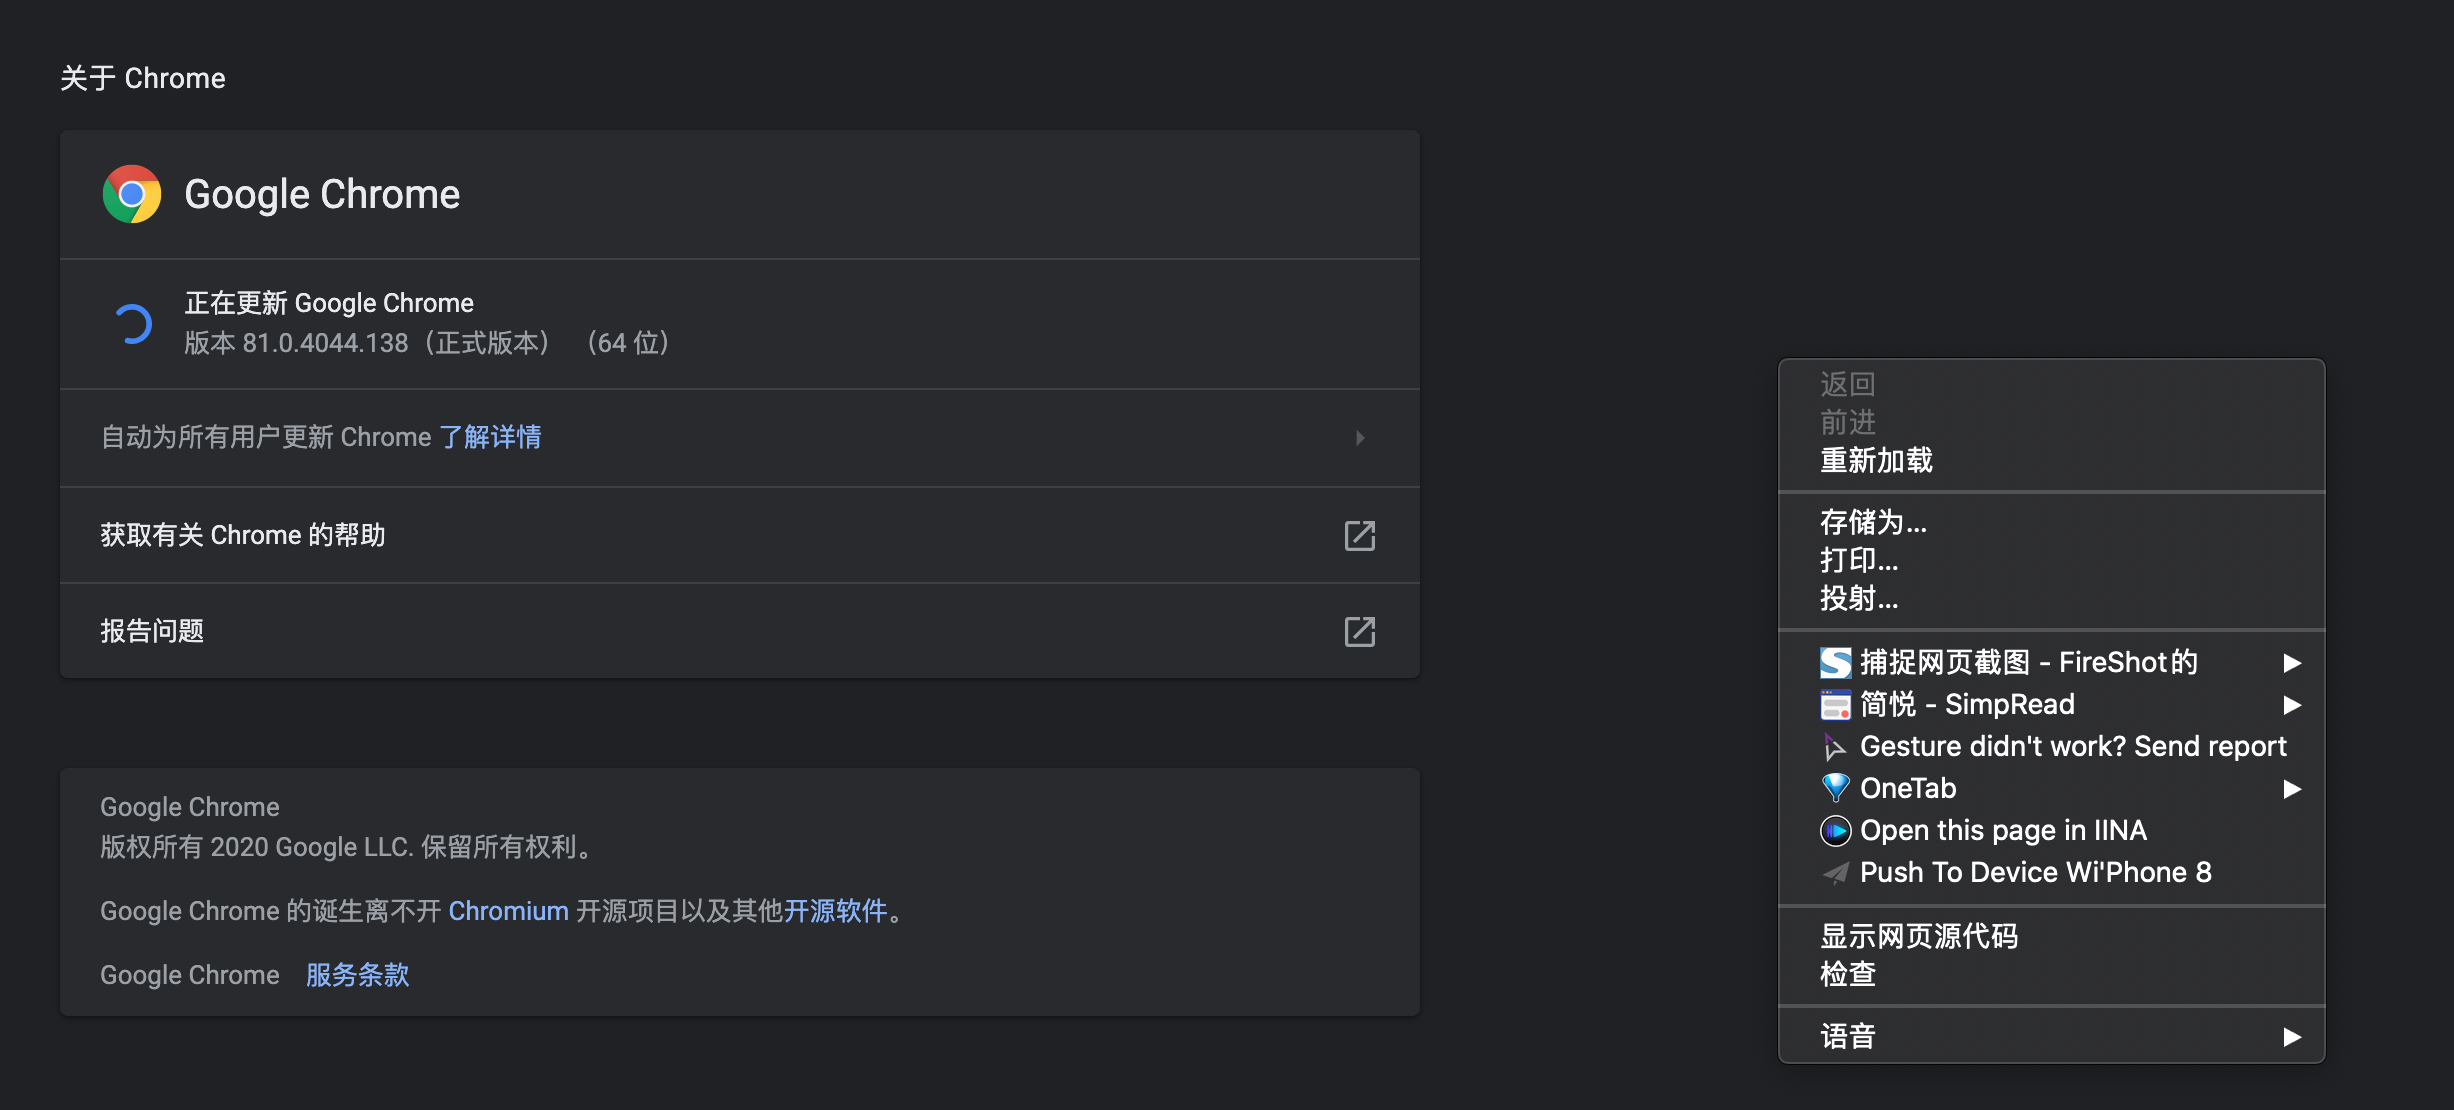 关于 Chrome
Google Chrome
正在更新 Google Chrome
版本 81.0.4044.138（正式版本） （64 位）
自动为所有用户更新 Chrome 了解详情
获取有关 Chrome 的帮助
报告问题
Google Chrome
版权所有 2020 Google LLC. 保留所有权利。
Google Chrome 的诞生离不开 Chromium 开源项目以及其他开源软件。
Google Chrome 服务条款
返回
前进
重新加载
存储为...
打印...
投射...
捕捉网页截图 - FireShot的
简悦 - SimpRead
Gesture didn't work? Send report
OneTab
Open this page in IINA
Push To Device Wi'Phone 8
显示网页源代码
检查
语音